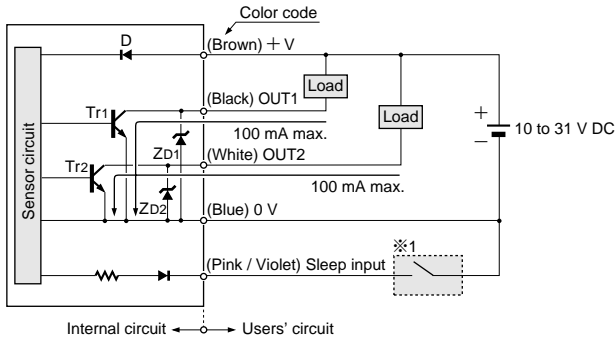 Color code
D
(Brown) + V
Load
(Black) OUT1
Load
Tr1
100 mA max.
+
10 to 31 V DC
−
ZD1
(White) OUT2
Sensor circuit
Tr2
100 mA max.
ZD2
(Blue) 0 V
※1
(Pink / Violet) Sleep input
Internal circuit
Users' circuit